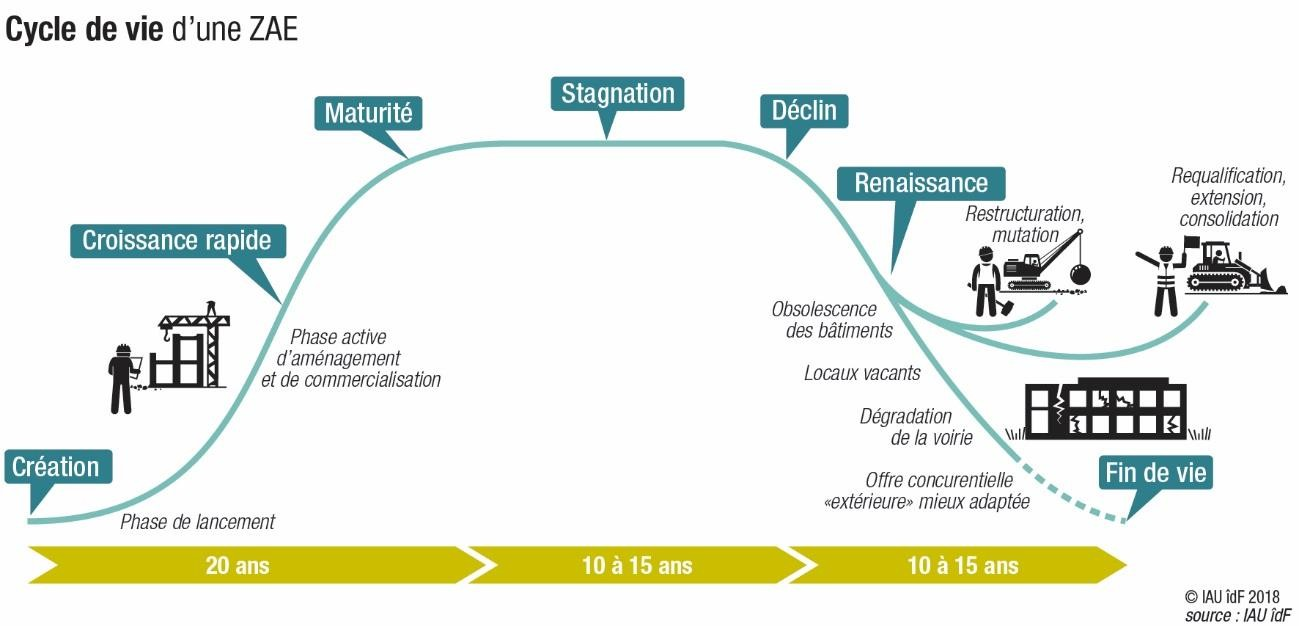 Cycle de vie d'une ZAE
Stagnation
Maturité
Déclin
Renaissance
Requalification,
extension,
consolidation
Restructuration,
mutation
Croissance rapide
Phase active
d'aménagement
et de commercialisation
Obsolescence
des bâtiments
Locaux vacants
Dégradation
de la voirie
Offre concurentielle
«extérieure» mieux adaptée
Création
Phase de lancement
Fin de vie
20 ans
10 à 15 ans
10 à 15 ans
© IAU îdF 2018
source : IAU îdF